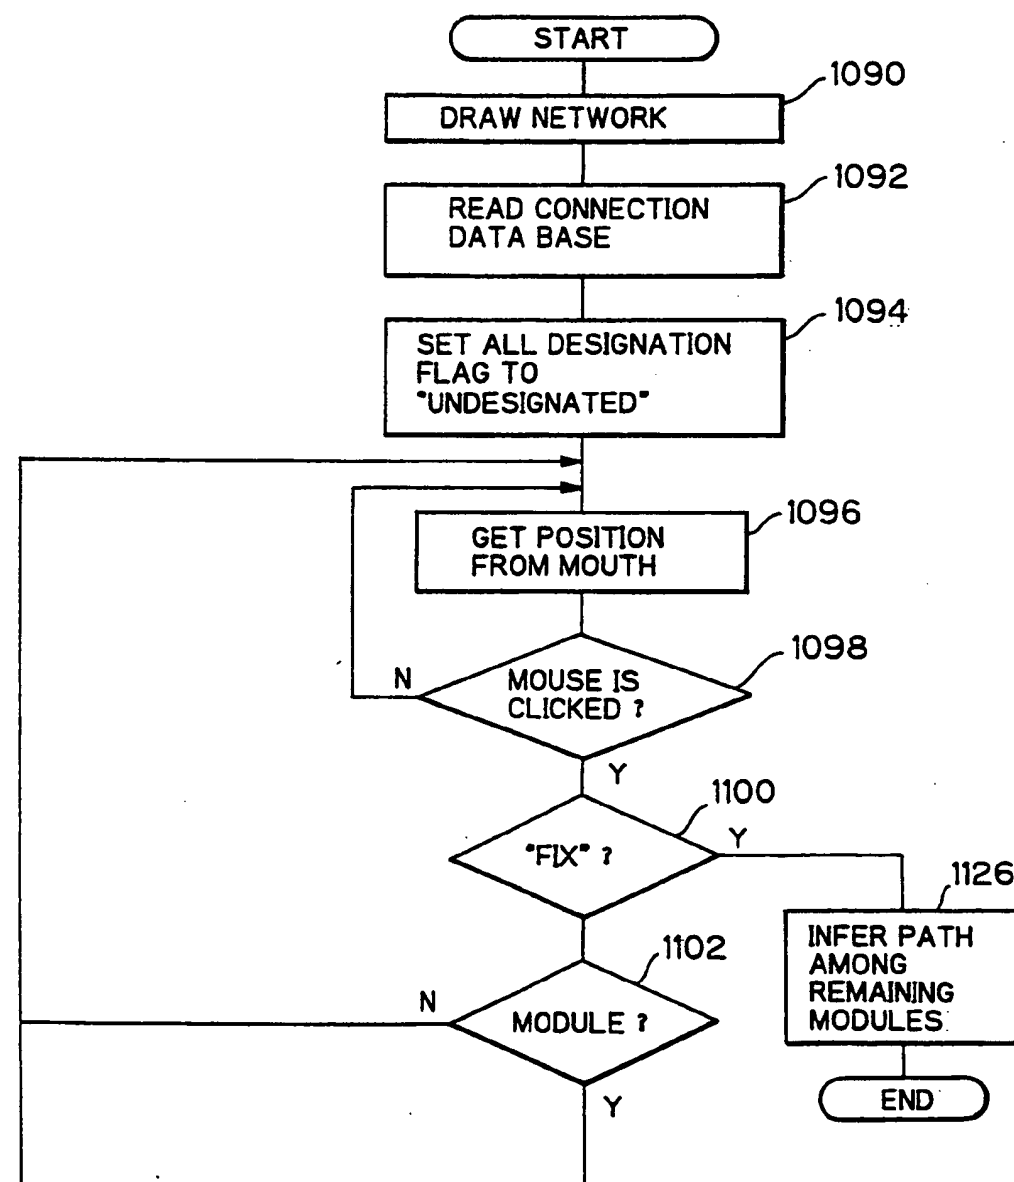 START
1090
DRAW NETWORK
1092
READ CONNECTION
DATA BASE
1094
SET ALL DESIGNATION
FLAG TO
"UNDESIGNATED"
1096
GET POSITION
FROM MOUTH
1098
N
MOUSE IS
CLICKED ?
Y
1100
Y
"FIX" ?
1126
INFER PATH
AMONG
REMAINING
MODULES
1102
N
MODULE ?
Y
END